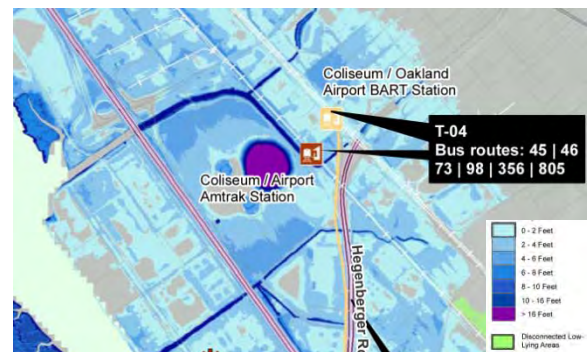 Coliseum / Oakland
Airport BART Station
T-04
Bus routes: 45 | 46
73 | 98 | 356 | 805
Coliseum / Airport
Amtrak Station
Hegenberger Ro
0 - 2 Feet
2 - 4 Feet
4 - 6 Feet
6 - 8 Feet
8 - 10 Feet
10 - 16 Feet
> 16 Feet
Disconnected Low-
Lying Areas